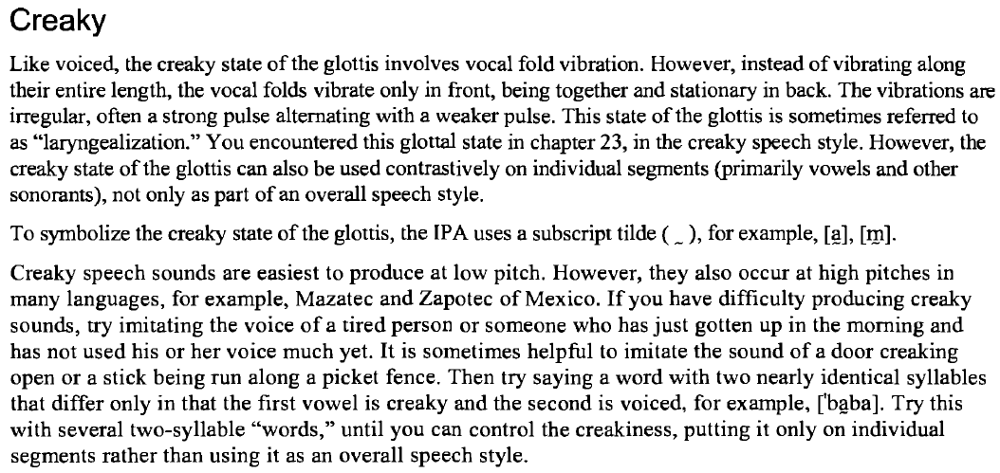 Creaky
Like voiced, the creaky state of the glottis involves vocal fold vibration. However, instead of vibrating along
their entire length, the vocal folds vibrate only in front, being together and stationary in back. The vibrations are
irregular, often a strong pulse alternating with a weaker pulse. This state of the glottis is sometimes referred to
as “laryngealization.” You encountered this glottal state in chapter 23, in the creaky speech style. However, the
creaky state of the glottis can also be used contrastively on individual segments (primarily vowels and other
sonorants), not only as part of an overall speech style.
To symbolize the creaky state of the glottis, the IPA uses a subscript tilde ( ̰ ), for example, [a̰], [m̰].
Creaky speech sounds are easiest to produce at low pitch. However, they also occur at high pitches in
many languages, for example, Mazatec and Zapotec of Mexico. If you have difficulty producing creaky
sounds, try imitating the voice of a tired person or someone who has just gotten up in the morning and
has not used his or her voice much yet. It is sometimes helpful to imitate the sound of a door creaking
open or a stick being run along a picket fence. Then try saying a word with two nearly identical syllables
that differ only in that the first vowel is creaky and the second is voiced, for example, [ˈba̰ba]. Try this
with several two-syllable “words,” until you can control the creakiness, putting it only on individual
segments rather than using it as an overall speech style.